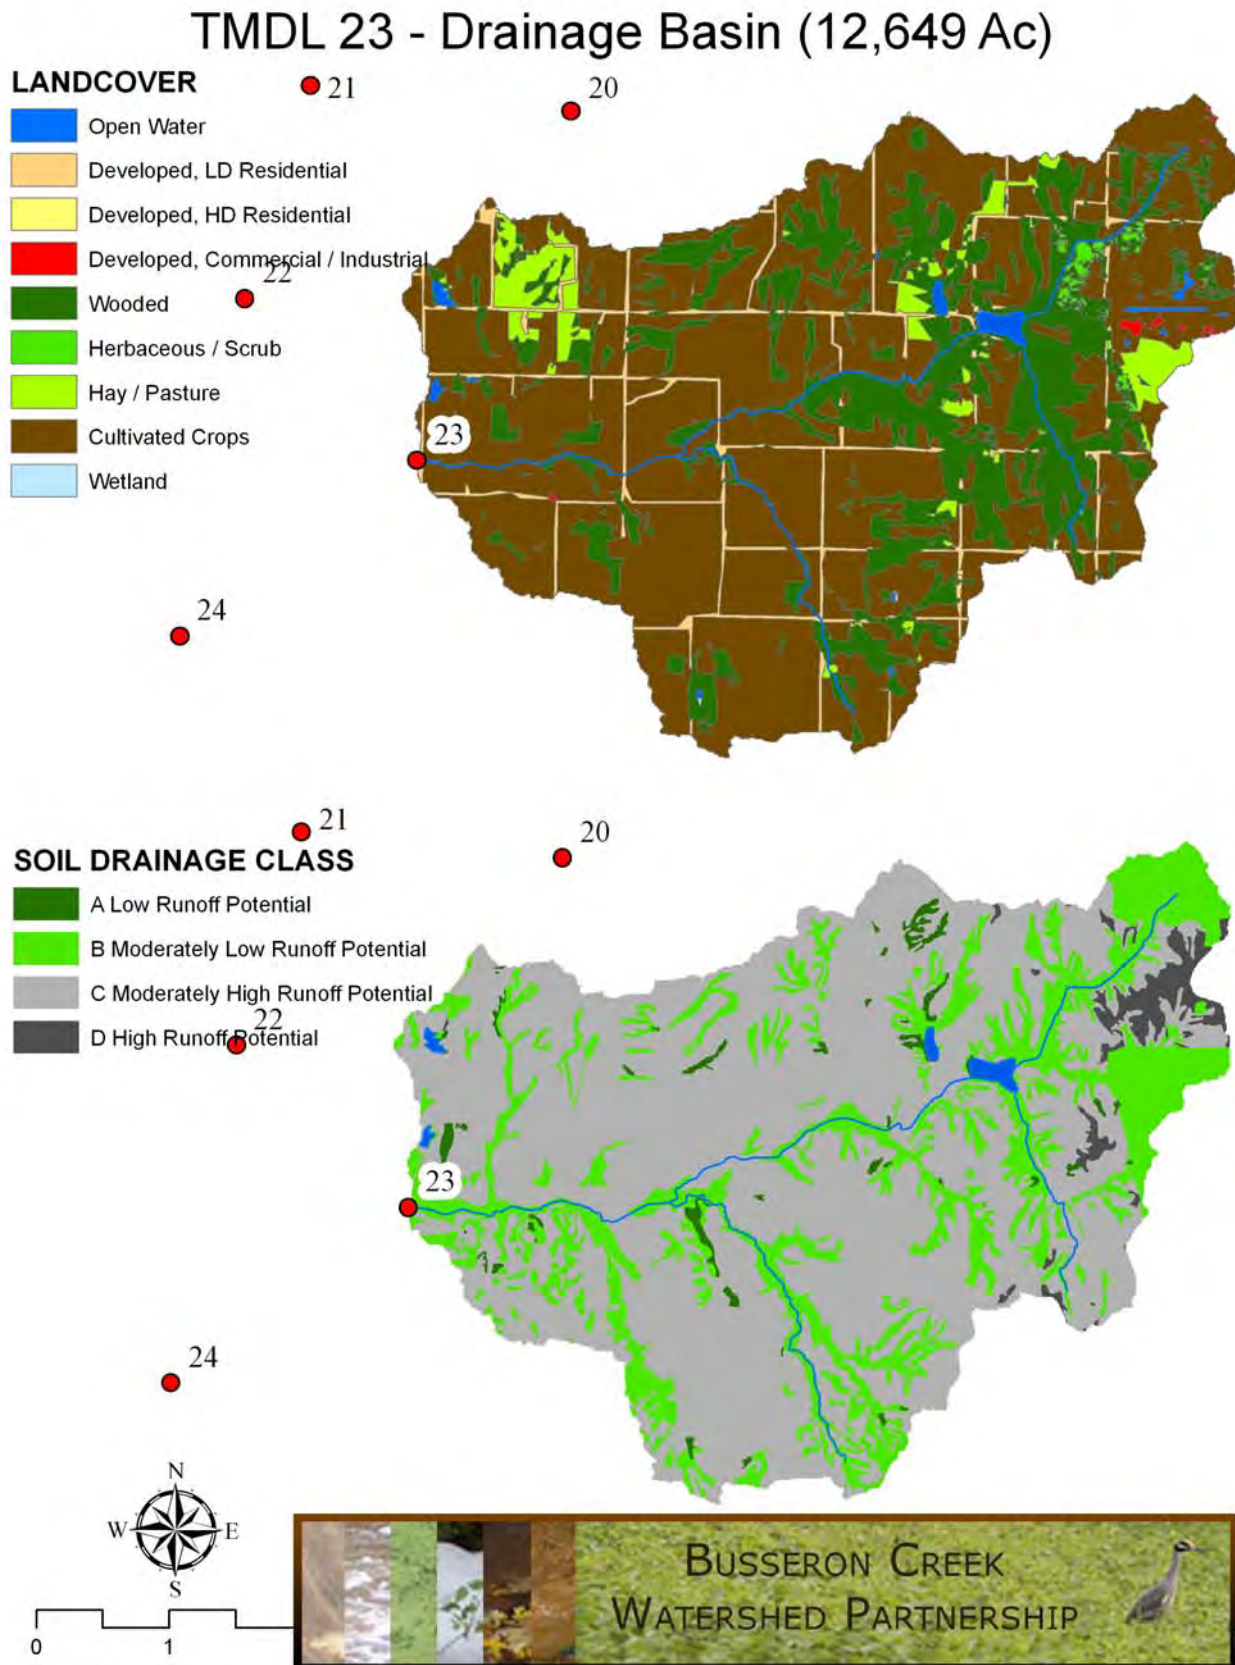 TMDL 23 - Drainage Basin (12,649 Ac)
LANDCOVER
21
20
Open Water
Developed, LD Residential
Developed, HD Residential
Developed, Commercial / Industrial
22
Wooded
Herbaceous / Scrub
Hay / Pasture
Cultivated Crops
23
Wetland
24
21
20
SOIL DRAINAGE CLASS
A Low Runoff Potential
B Moderately Low Runoff Potential
C Moderately High Runoff Potential
22
D High Runoff Potential
23
24
N
W E
S
0 1
BUSSERON CREEK
WATERSHED PARTNERSHIP